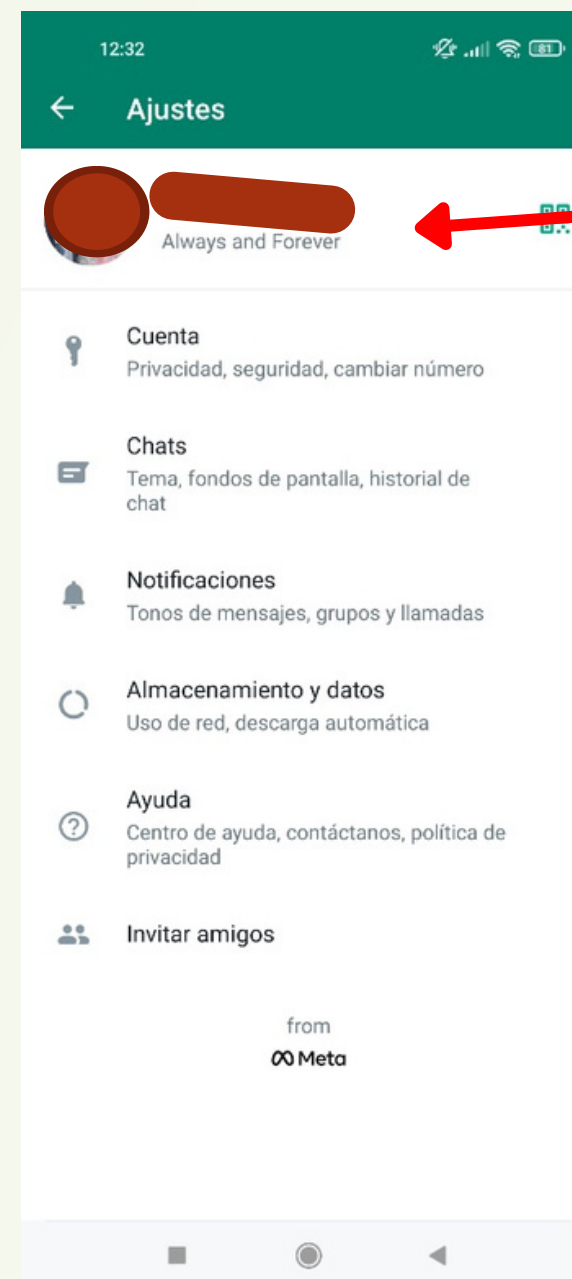 12:32
81
Ajustes
Always and Forever
Cuenta
Privacidad, seguridad, cambiar número
Chats
Tema, fondos de pantalla, historial de
chat
Notificaciones
Tonos de mensajes, grupos y llamadas
Almacenamiento y datos
Uso de red, descarga automática
Ayuda
Centro de ayuda, contáctanos, política de
privacidad
Invitar amigos
from
Meta